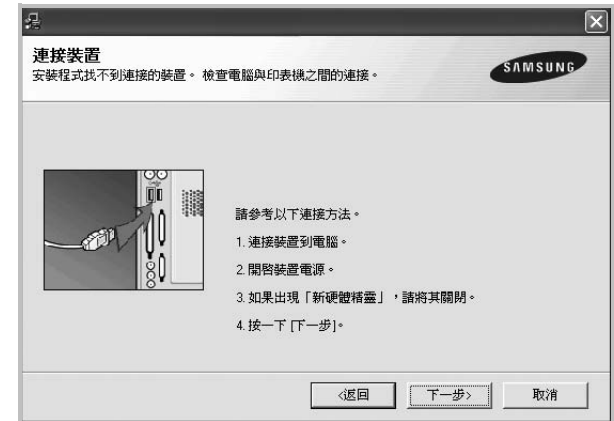 連接裝置
安裝程式找不到連接的裝置。檢查電腦與印表機之間的連接。
SAMSUNG
請參考以下連接方法。
1. 連接裝置到電腦。
2. 開啓裝置電源。
3. 如果出現「新硬體精靈」，請將其關閉。
4. 按一下 [下一步]。
<返回 下一步> 取消